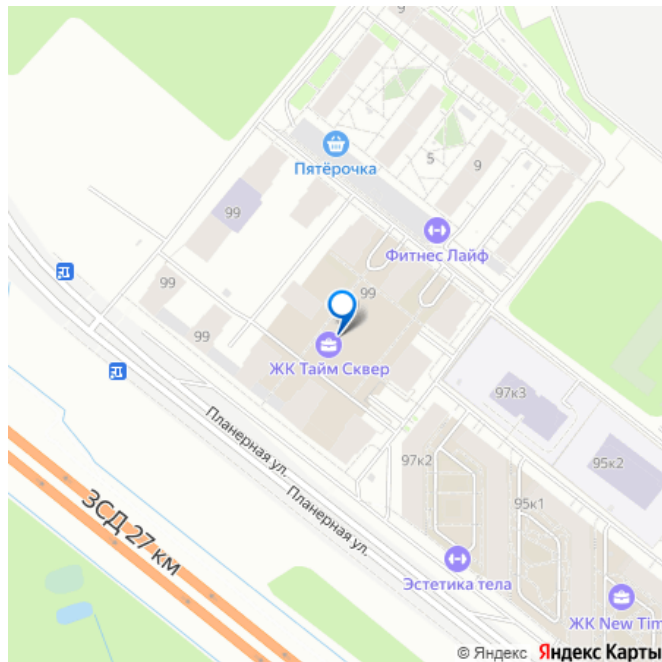 9
99
Пятёрочка
5
9
99
Фитнес Лайф
99
99
99
ЖК Тайм Сквер
97к3
Планерная ул.
97к2
95к2
Планерная ул.
95к1
ЗСД 27 км
Эстетика тела
ЖК New Tim
© Яндекс Яндекс Карты